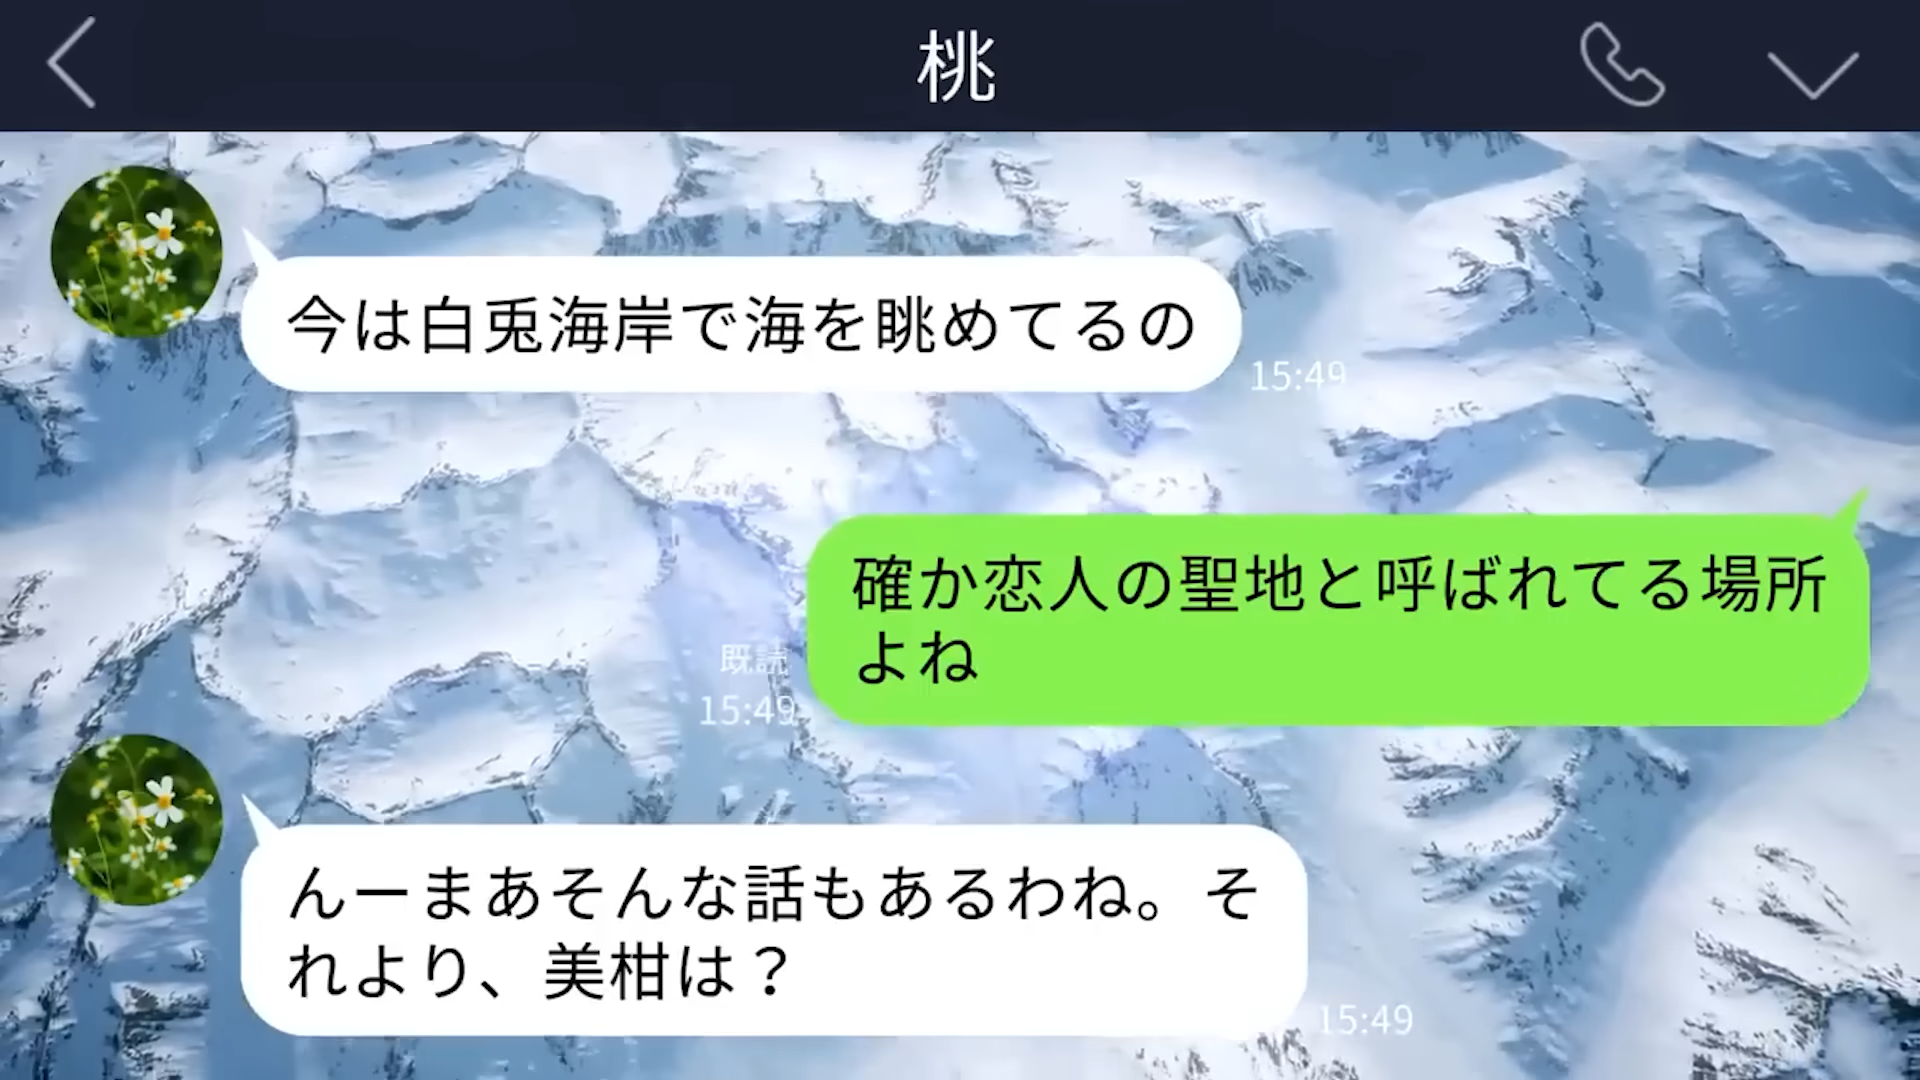 桃
今は白兎海岸で海を眺めてるの
15:49
確か恋人の聖地と呼ばれてる場所
よね
既読
15:49
んーまあそんな話もあるわね。そ
れより、美柑は？
15:49